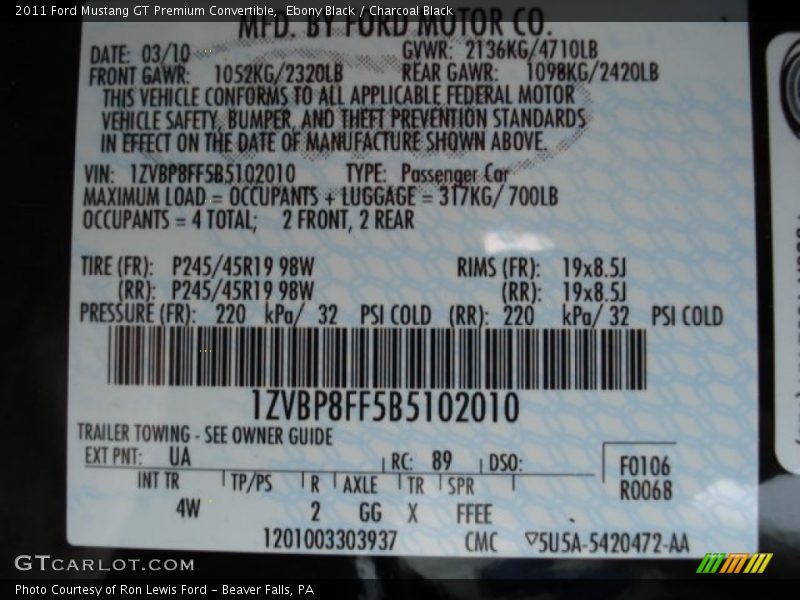 2011 Ford Mustang GT Premium Convertible,  Ebony Black / Charcoal Black
MFD. BY FORD MOTOR CO.
DATE: 03/10 GVWR: 2136KG/4710LB
FRONT GAWR: 1052KG/2320LB REAR GAWR: 1098KG/2420LB
THIS VEHICLE CONFORMS TO ALL APPLICABLE FEDERAL MOTOR
VEHICLE SAFETY, BUMPER, AND THEFT PREVENTION STANDARDS
IN EFFECT ON THE DATE OF MANUFACTURE SHOWN ABOVE.
VIN: 1ZVBP8FF5B5102010 TYPE: Passenger Car
MAXIMUM LOAD = OCCUPANTS + LUGGAGE = 317KG/ 700LB
OCCUPANTS = 4 TOTAL; 2 FRONT, 2 REAR
TIRE (FR): P245/45R19 98W RIMS (FR): 19x8.5J
(RR): P245/45R19 98W (RR): 19x8.5J
PRESSURE (FR): 220 kPa/ 32 PSI COLD (RR): 220 kPa/ 32 PSI COLD
1ZVBP8FF5B5102010
TRAILER TOWING - SEE OWNER GUIDE
EXT PNT: UA RC: 89 DSO: F0106
R0068
INT TR TP/PS R AXLE TR SPR
4W 2 GG X FFEE
1201003303937 CMC ▽5U5A-5420472-AA
GTCARLOT.COM
Photo Courtesy of Ron Lewis Ford – Beaver Falls, PA